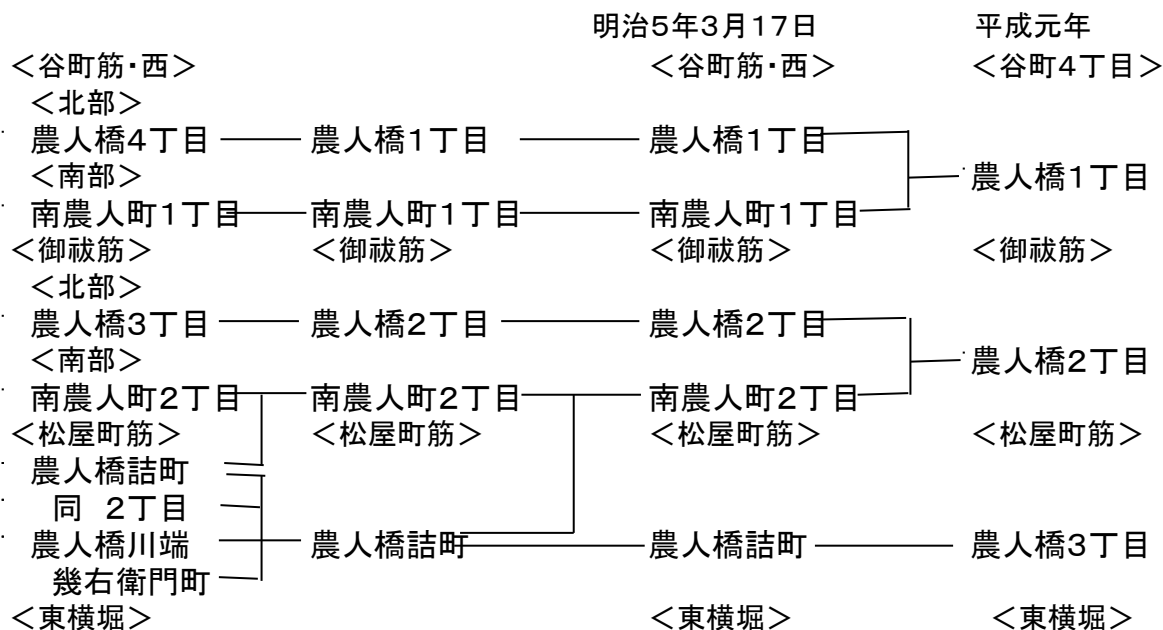 明治5年3月17日 平成元年
＜谷町筋・西＞ ＜谷町筋・西＞ ＜谷町4丁目＞
＜北部＞
農人橋4丁目 農人橋1丁目 農人橋1丁目
＜南部＞ 農人橋1丁目
南農人町1丁目 南農人町1丁目 南農人町1丁目
＜御祓筋＞ ＜御祓筋＞ ＜御祓筋＞ ＜御祓筋＞
＜北部＞
農人橋3丁目 農人橋2丁目 農人橋2丁目
＜南部＞ 農人橋2丁目
南農人町2丁目 南農人町2丁目 南農人町2丁目
＜松屋町筋＞ ＜松屋町筋＞ ＜松屋町筋＞ ＜松屋町筋＞
農人橋詰町
同 2丁目
農人橋川端 農人橋詰町 農人橋詰町 農人橋3丁目
幾右衛門町
＜東横堀＞ ＜東横堀＞ ＜東横堀＞